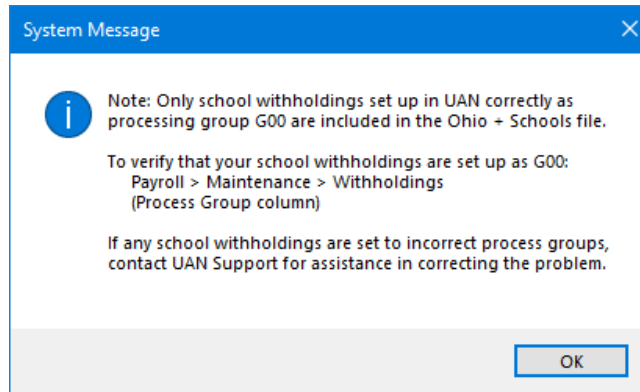 System Message
Note: Only school withholdings set up in UAN correctly as
processing group G00 are included in the Ohio + Schools file.
To verify that your school withholdings are set up as G00:
Payroll > Maintenance > Withholdings
(Process Group column)
If any school withholdings are set to incorrect process groups,
contact UAN Support for assistance in correcting the problem.
OK